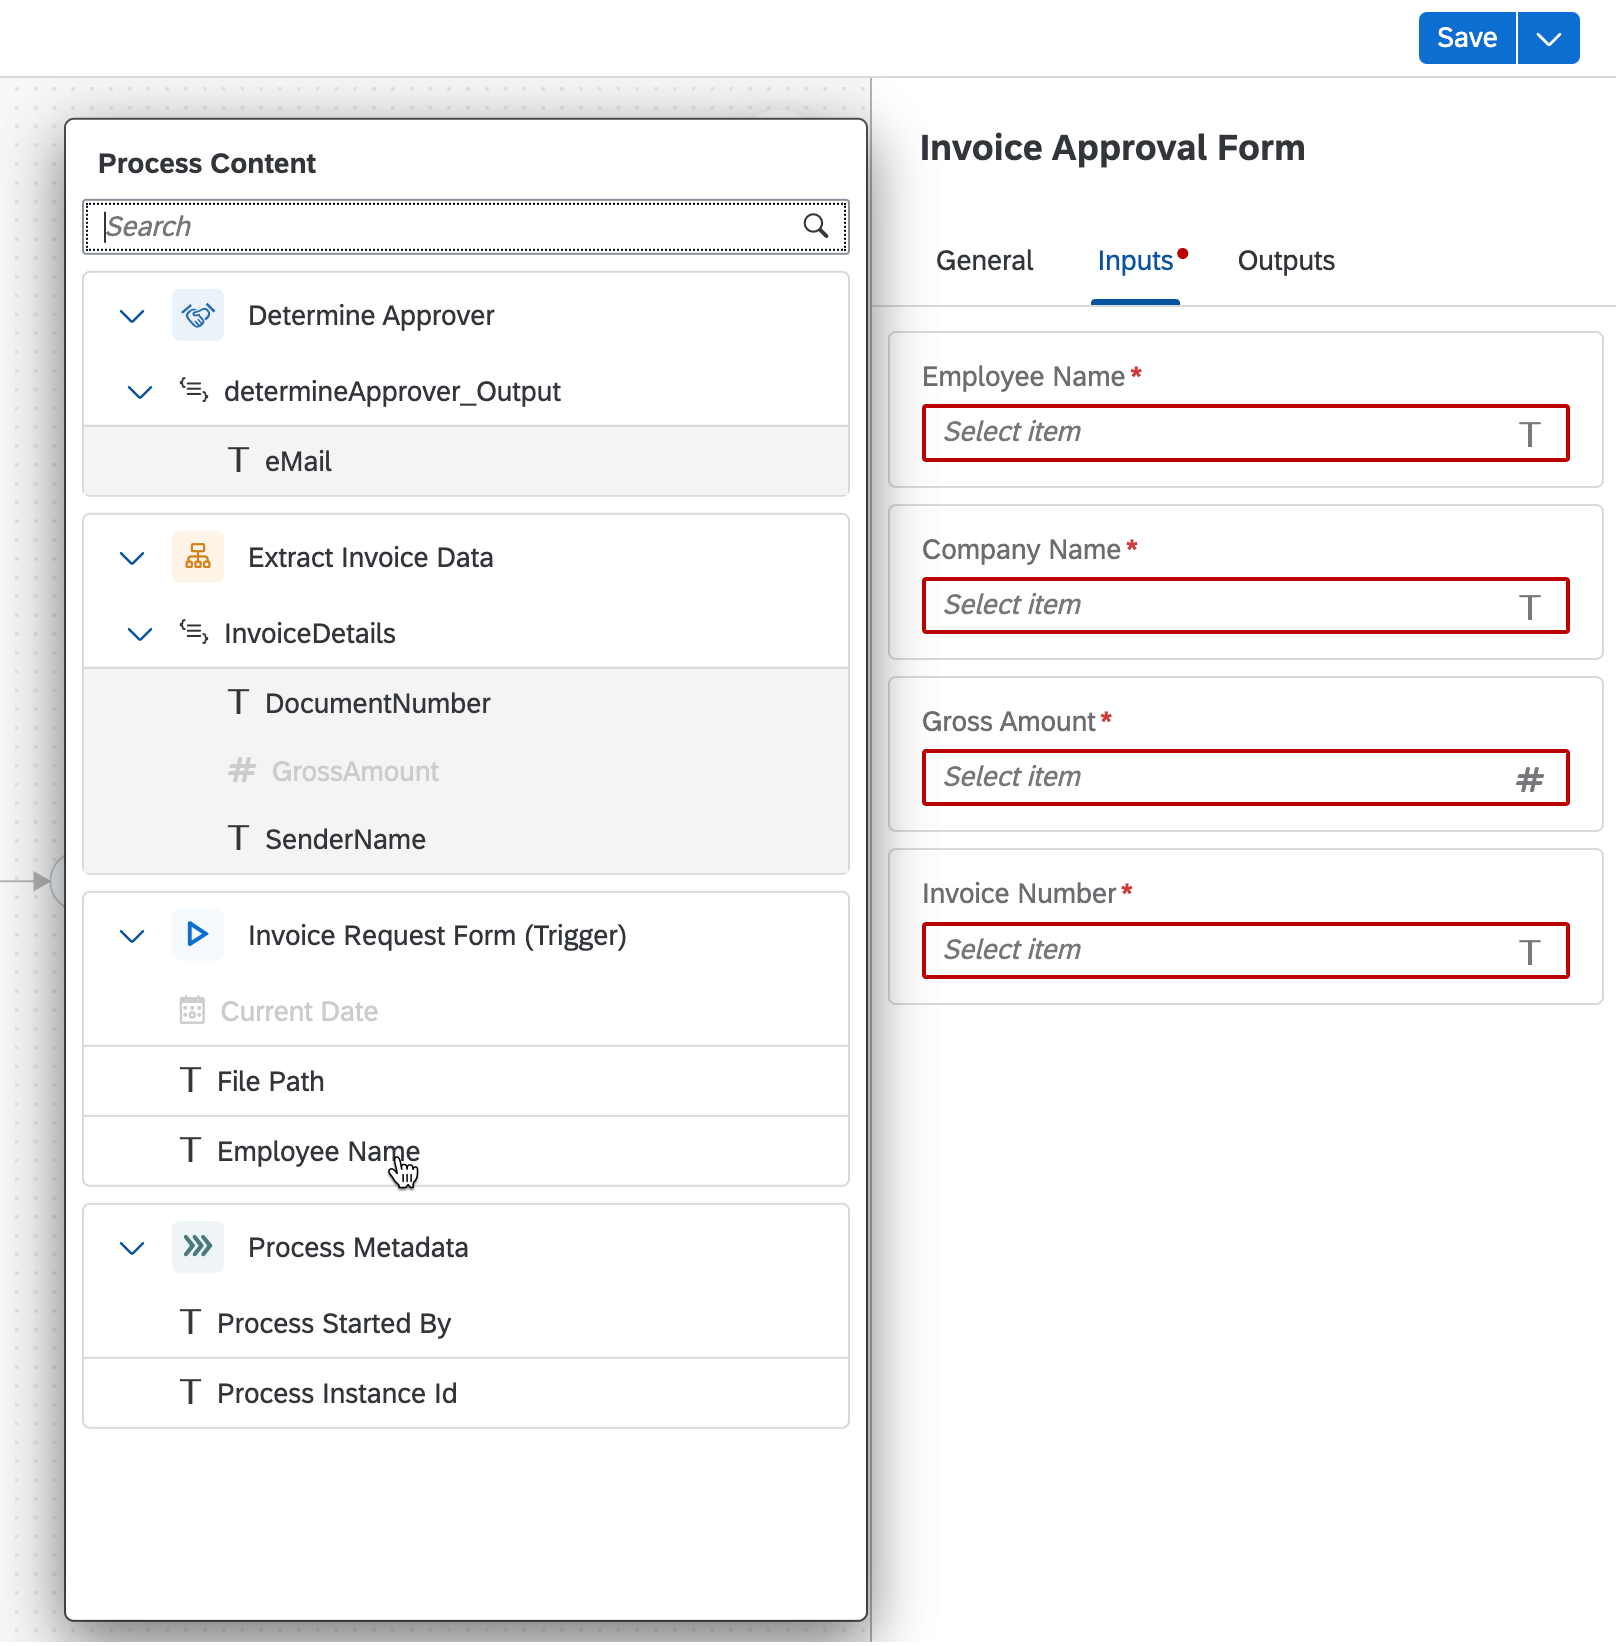 Save
Process Content
Search
Determine Approver
determineApprover_Output
T eMail
Extract Invoice Data
InvoiceDetails
T DocumentNumber
# GrossAmount
T SenderName
Invoice Request Form (Trigger)
Current Date
T File Path
T Employee Name
Process Metadata
T Process Started By
T Process Instance Id
Invoice Approval Form
General Inputs Outputs
Employee Name*
Select item T
Company Name*
Select item T
Gross Amount*
Select item #
Invoice Number*
Select item T